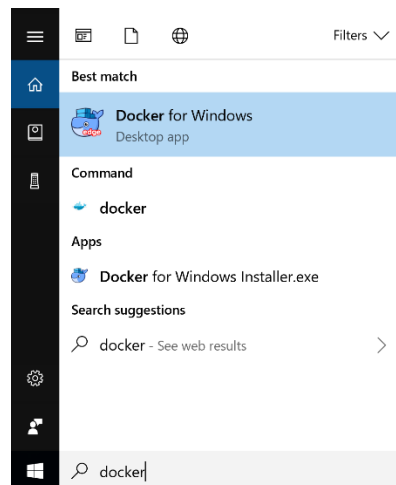 Filters
Best match
Docker for Windows
edge
Desktop app
Command
docker
Apps
Docker for Windows Installer.exe
Search suggestions
docker - See web results
docker